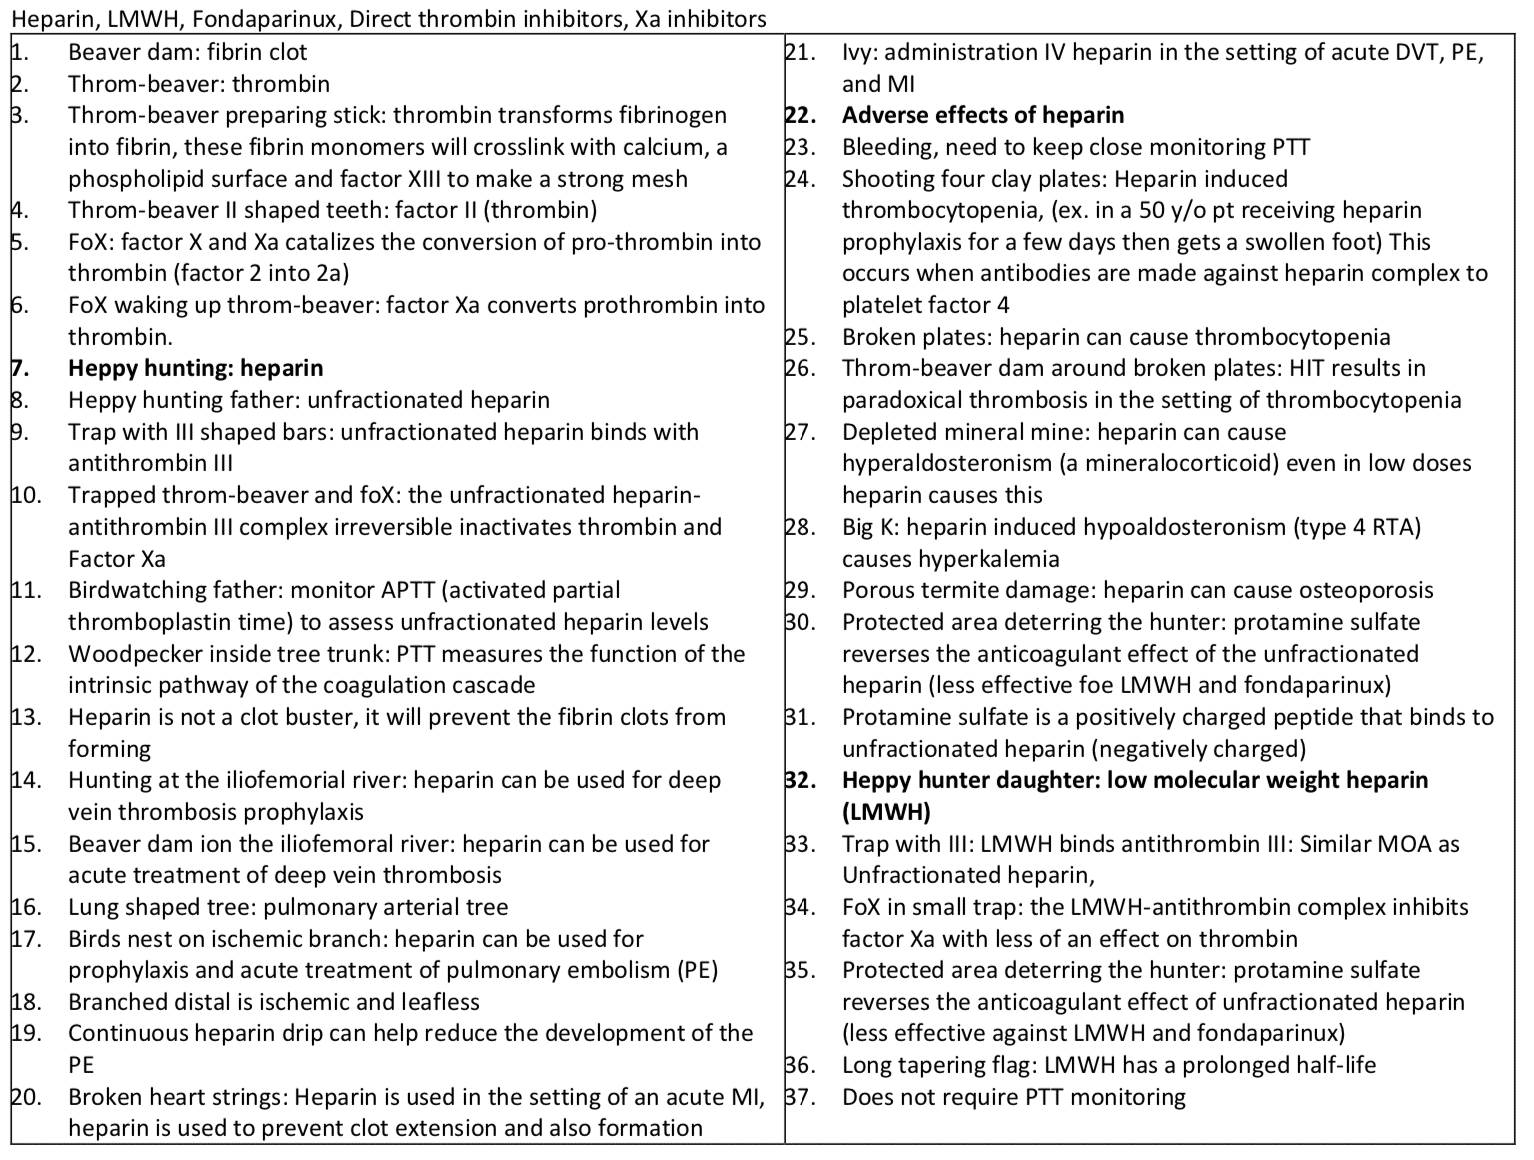 Heparin, LMWH, Fondaparinux, Direct thrombin inhibitors, Xa inhibitors
1. Beaver dam: fibrin clot
2. Throm-beaver: thrombin
3. Throm-beaver preparing stick: thrombin transforms fibrinogen
into fibrin, these fibrin monomers will crosslink with calcium, a
phospholipid surface and factor XIII to make a strong mesh
4. Throm-beaver II shaped teeth: factor II (thrombin)
5. FoX: factor X and Xa catalizes the conversion of pro-thrombin into
thrombin (factor 2 into 2a)
6. FoX waking up throm-beaver: factor Xa converts prothrombin into
thrombin.
7. Heppy hunting: heparin
8. Heppy hunting father: unfractionated heparin
9. Trap with III shaped bars: unfractionated heparin binds with
antithrombin III
10. Trapped throm-beaver and foX: the unfractionated heparin-
antithrombin III complex irreversible inactivates thrombin and
Factor Xa
11. Birdwatching father: monitor APTT (activated partial
thromboplastin time) to assess unfractionated heparin levels
12. Woodpecker inside tree trunk: PTT measures the function of the
intrinsic pathway of the coagulation cascade
13. Heparin is not a clot buster, it will prevent the fibrin clots from
forming
14. Hunting at the iliofemorial river: heparin can be used for deep
vein thrombosis prophylaxis
15. Beaver dam ion the iliofemoral river: heparin can be used for
acute treatment of deep vein thrombosis
16. Lung shaped tree: pulmonary arterial tree
17. Birds nest on ischemic branch: heparin can be used for
prophylaxis and acute treatment of pulmonary embolism (PE)
18. Branched distal is ischemic and leafless
19. Continuous heparin drip can help reduce the development of the
PE
20. Broken heart strings: Heparin is used in the setting of an acute MI,
heparin is used to prevent clot extension and also formation
21. Ivy: administration IV heparin in the setting of acute DVT, PE,
and MI
22. Adverse effects of heparin
23. Bleeding, need to keep close monitoring PTT
24. Shooting four clay plates: Heparin induced
thrombocytopenia, (ex. in a 50 y/o pt receiving heparin
prophylaxis for a few days then gets a swollen foot) This
occurs when antibodies are made against heparin complex to
platelet factor 4
25. Broken plates: heparin can cause thrombocytopenia
26. Throm-beaver dam around broken plates: HIT results in
paradoxical thrombosis in the setting of thrombocytopenia
27. Depleted mineral mine: heparin can cause
hyperaldosteronism (a mineralocorticoid) even in low doses
heparin causes this
28. Big K: heparin induced hypoaldosteronism (type 4 RTA)
causes hyperkalemia
29. Porous termite damage: heparin can cause osteoporosis
30. Protected area deterring the hunter: protamine sulfate
reverses the anticoagulant effect of the unfractionated
heparin (less effective foe LMWH and fondaparinux)
31. Protamine sulfate is a positively charged peptide that binds to
unfractionated heparin (negatively charged)
32. Heppy hunter daughter: low molecular weight heparin
(LMWH)
33. Trap with III: LMWH binds antithrombin III: Similar MOA as
Unfractionated heparin,
34. FoX in small trap: the LMWH-antithrombin complex inhibits
factor Xa with less of an effect on thrombin
35. Protected area deterring the hunter: protamine sulfate
reverses the anticoagulant effect of unfractionated heparin
(less effective against LMWH and fondaparinux)
36. Long tapering flag: LMWH has a prolonged half-life
37. Does not require PTT monitoring